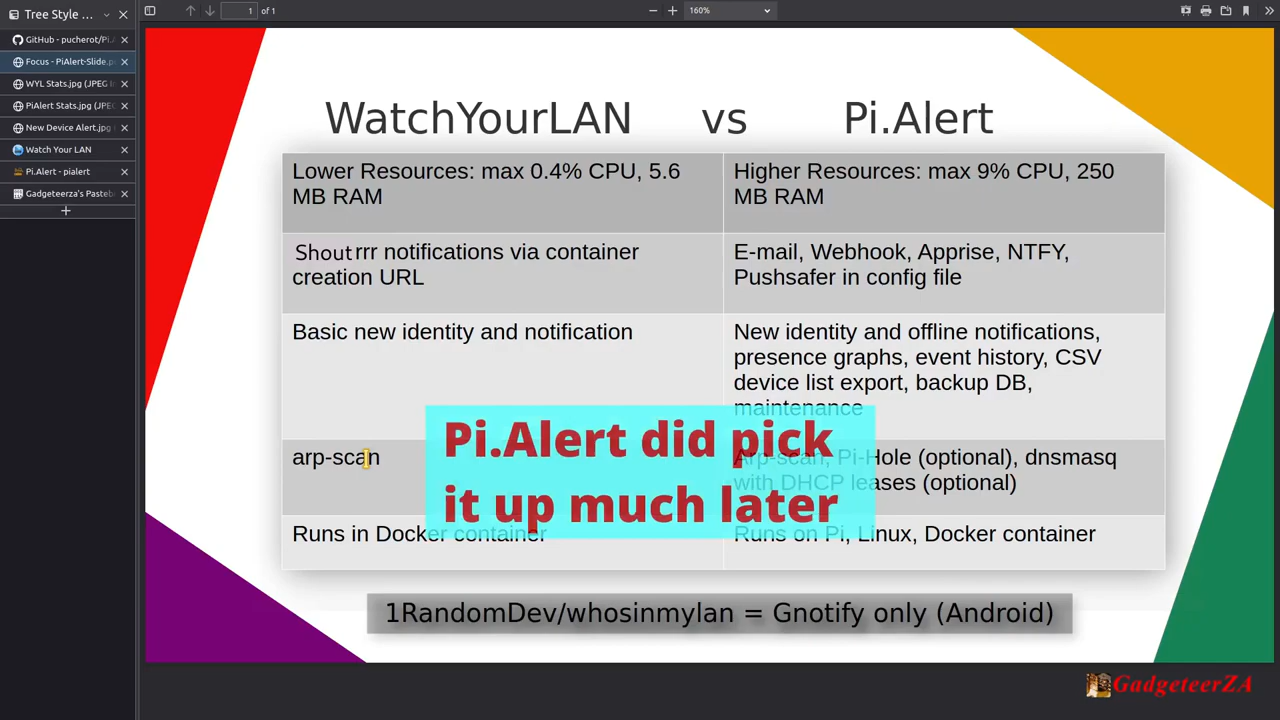 Tree Style ...
1 of 1
160%
GitHub - pucherot/Pi.A
Focus - PiAlert-Slide.p
WYL Stats.jpg (JPEG I
PiAlert Stats.jpg (JPEG
New Device Alert.jpg
Watch Your LAN
Pi.Alert - pialert
Gadgeteerza's Pasteb
WatchYourLAN vs Pi.Alert
Lower Resources: max 0.4% CPU, 5.6
MB RAM
Higher Resources: max 9% CPU, 250
MB RAM
Shoutrrr notifications via container
creation URL
E-mail, Webhook, Apprise, NTFY,
Pushsafer in config file
Basic new identity and notification
New identity and offline notifications,
presence graphs, event history, CSV
device list export, backup DB,
maintenance
arp-scan
Arp-scan, Pi-Hole (optional), dnsmasq
with DHCP leases (optional)
Pi.Alert did pick
it up much later
Runs in Docker container
Runs on Pi, Linux, Docker container
1RandomDev/whosinmylan = Gnotify only (Android)
GadgeteerZA